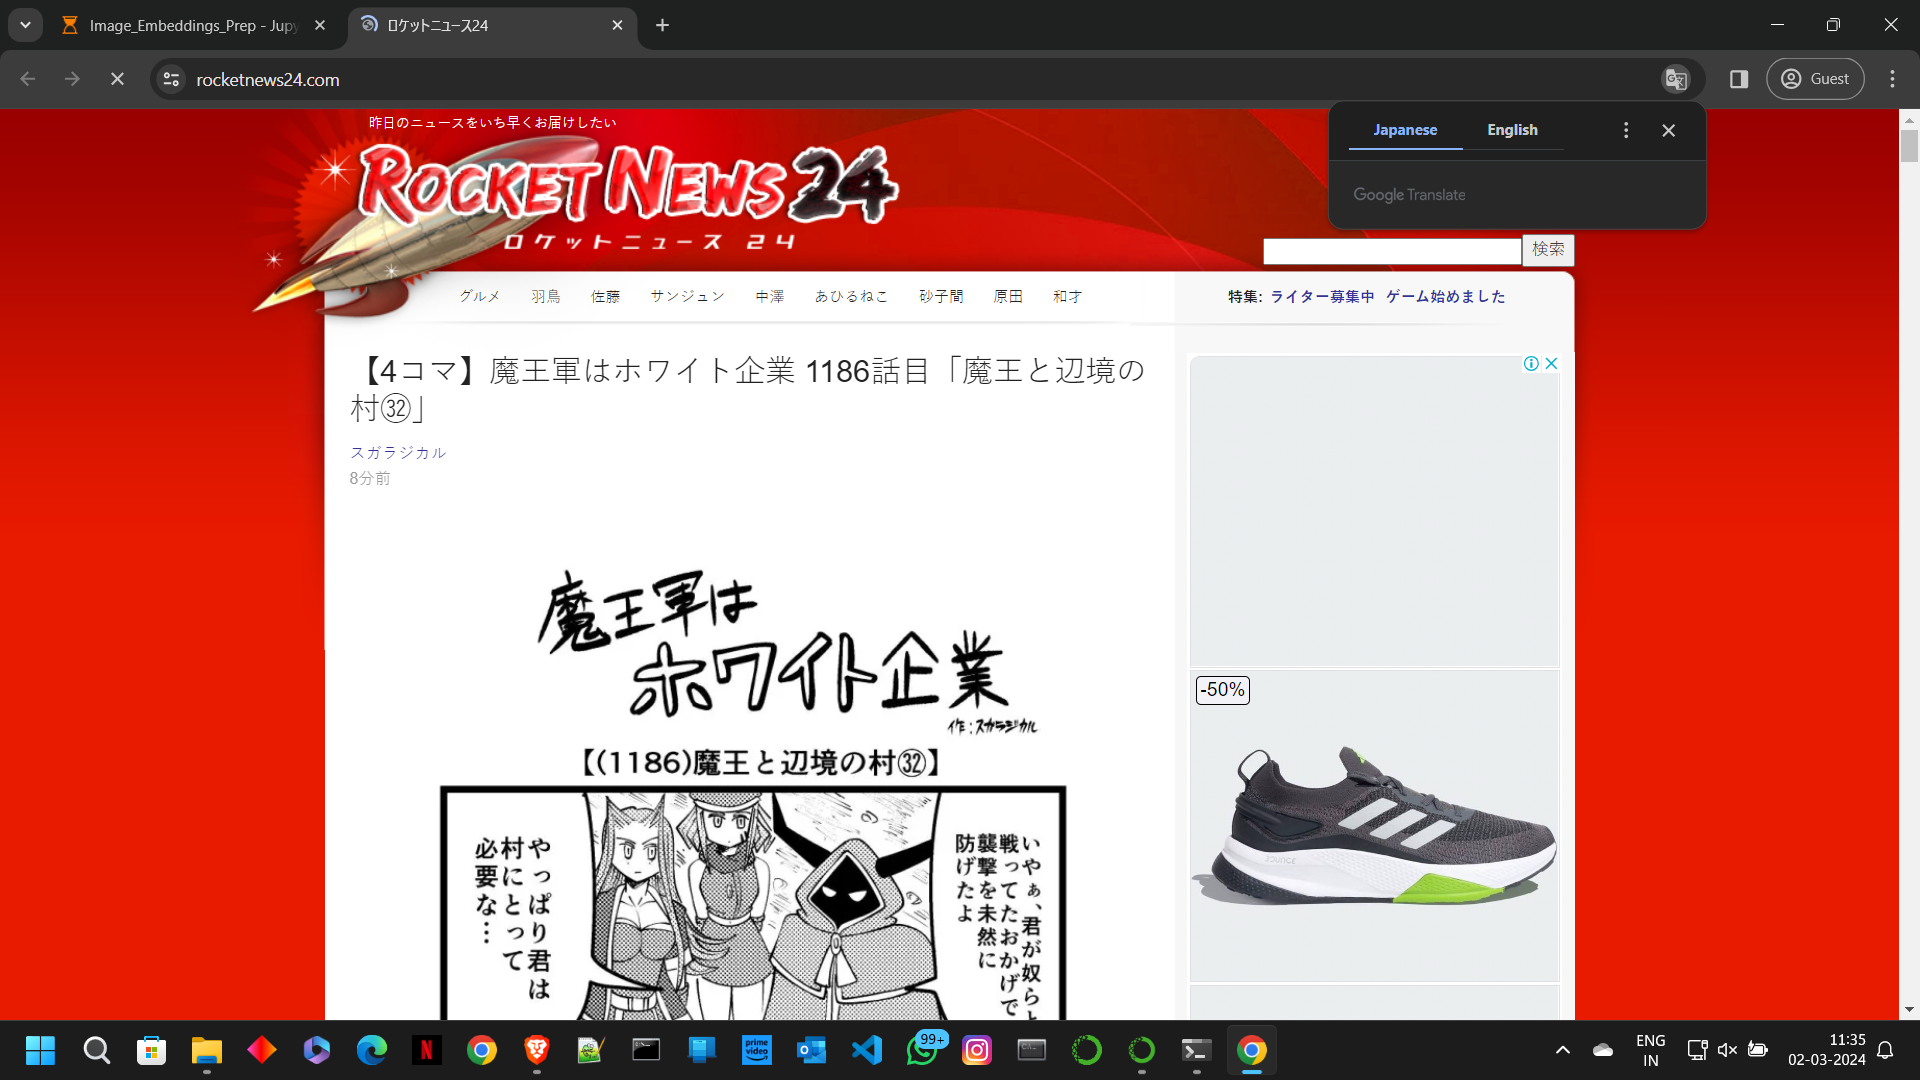 Image_Embeddings_Prep - Jupy
ロケットニュース24
rocketnews24.com
Guest
昨日のニュースをいち早くお届けしたい
Japanese
English
Google Translate
ROCKET NEWS 24
ロケットニュース 24
検索
グルメ 羽鳥 佐藤 サンジュン 中澤 あひるねこ 砂子間 原田 和才
特集: ライター募集中 ゲーム始めました
【4コマ】魔王軍はホワイト企業 1186話目「魔王と辺境の
村㉜」
スガラジカル
8分前
魔王軍は
ホワイト企業
作:スガラジカル
【(1186)魔王と辺境の村㉜】
いやぁ、君が奴らと
戦ってたおかげで
襲撃を未然に
防げたよ
やっぱり君は
村にとって
必要な…
-50%
BOUNCE
prime video
99+
ENG
IN
11:35
02-03-2024